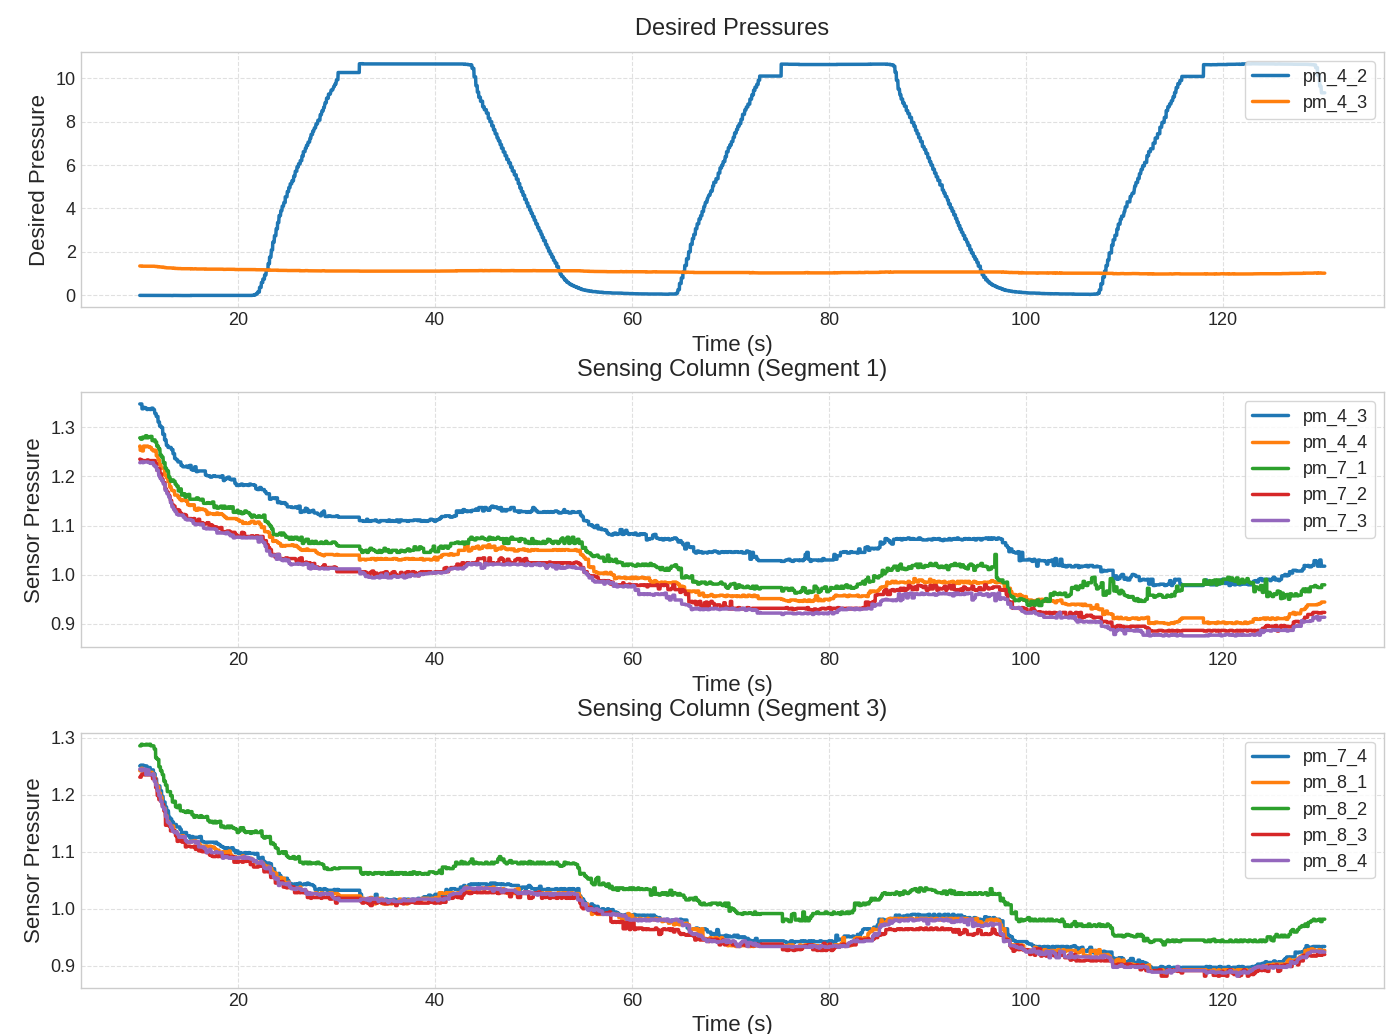 Desired Pressures
Desired Pressure
10
8
6
4
2
0
pm_4_2
pm_4_3
20 40 60 80 100 120
Time (s)
Sensing Column (Segment 1)
Sensor Pressure
1.3
1.2
1.1
1.0
0.9
pm_4_3
pm_4_4
pm_7_1
pm_7_2
pm_7_3
20 40 60 80 100 120
Time (s)
Sensing Column (Segment 3)
Sensor Pressure
1.3
1.2
1.1
1.0
0.9
pm_7_4
pm_8_1
pm_8_2
pm_8_3
pm_8_4
20 40 60 80 100 120
Time (s)